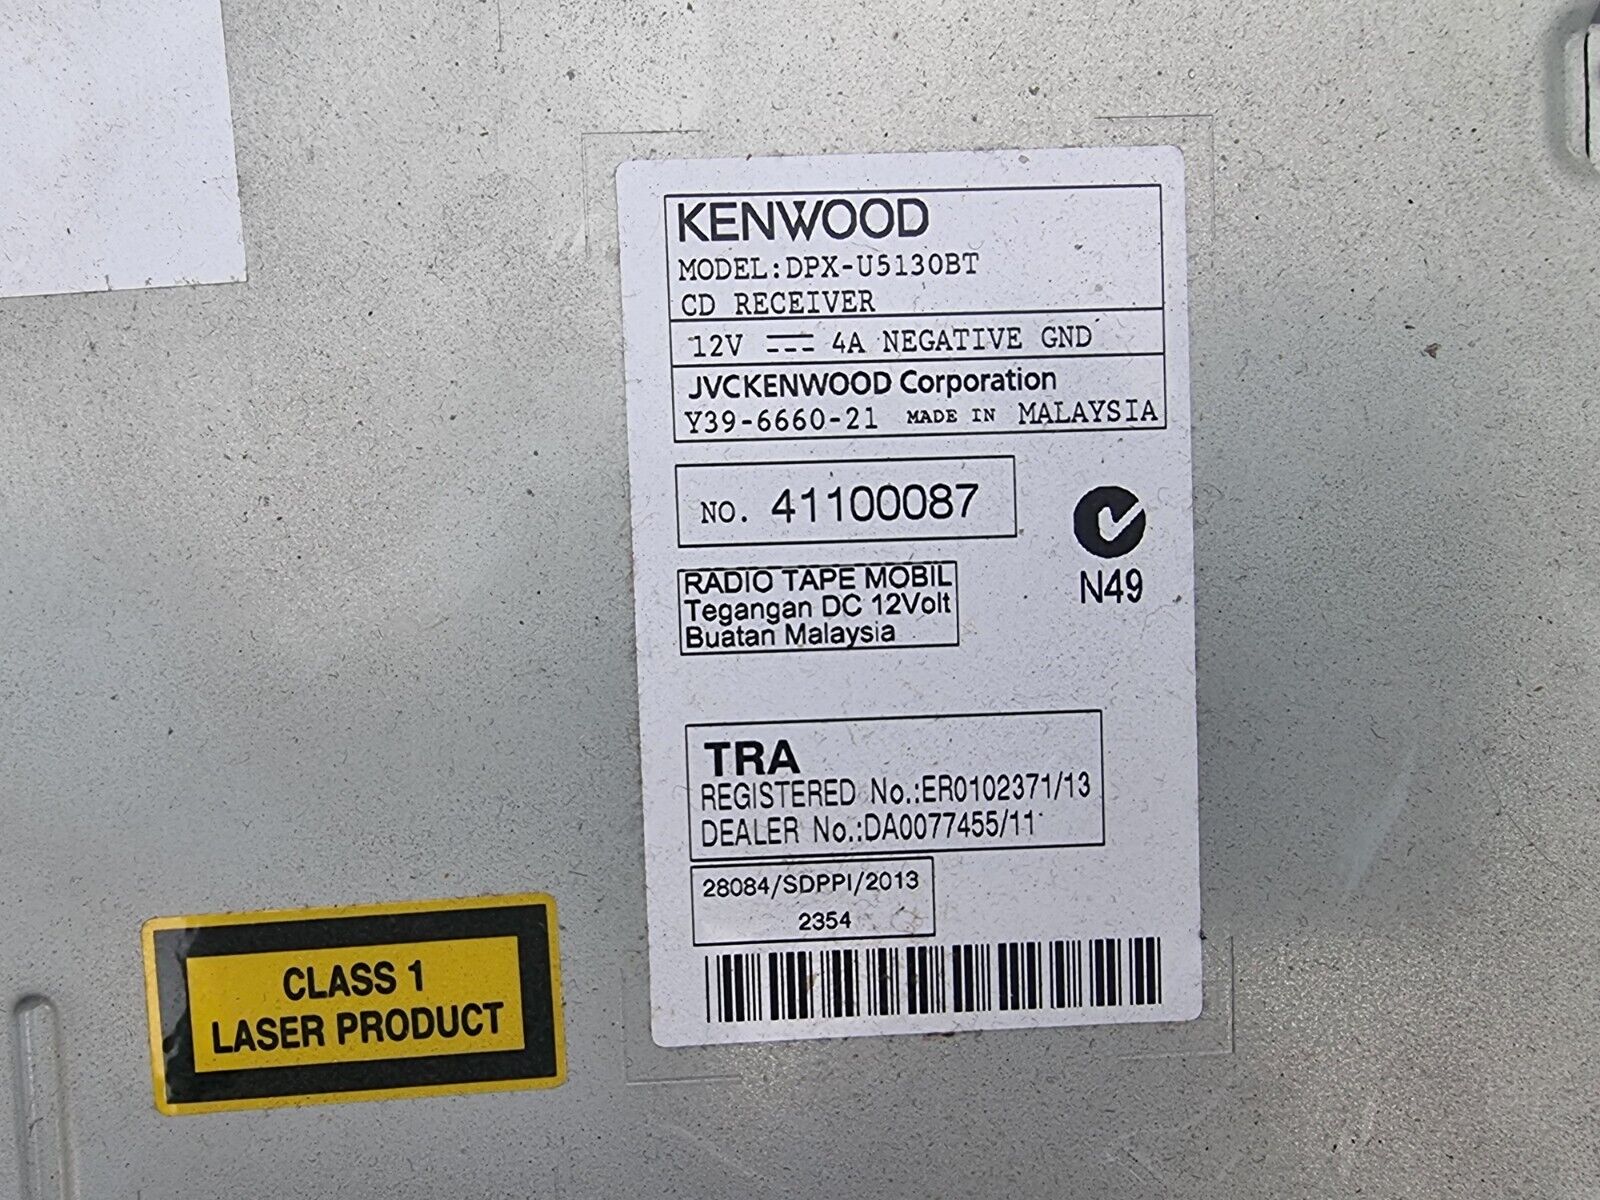 KENWOOD
MODEL:DPX-U5130BT
CD RECEIVER
12V 4A NEGATIVE GND
JVCKENWOOD Corporation
Y39-6660-21 MADE IN MALAYSIA
NO. 41100087
N49
RADIO TAPE MOBIL
Tegangan DC 12Volt
Buatan Malaysia
TRA
REGISTERED No.:ER0102371/13
DEALER No.:DA0077455/11
28084/SDPPI/2013
2354
CLASS 1
LASER PRODUCT